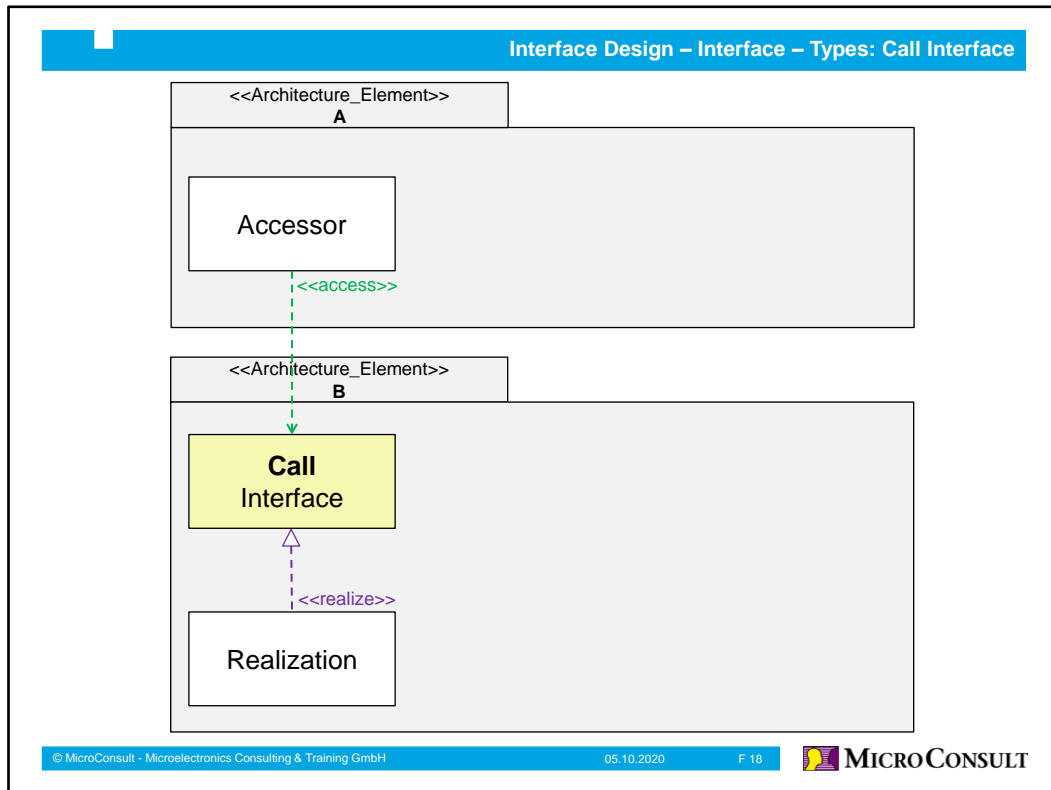 Interface Design – Interface – Types: Call Interface
<<Architecture_Element>>
A
Accessor
<<access>>
<<Architecture_Element>>
B
Call
Interface
<<realize>>
Realization
© MicroConsult - Microelectronics Consulting & Training GmbH 05.10.2020 F 18 MICROCONSULT